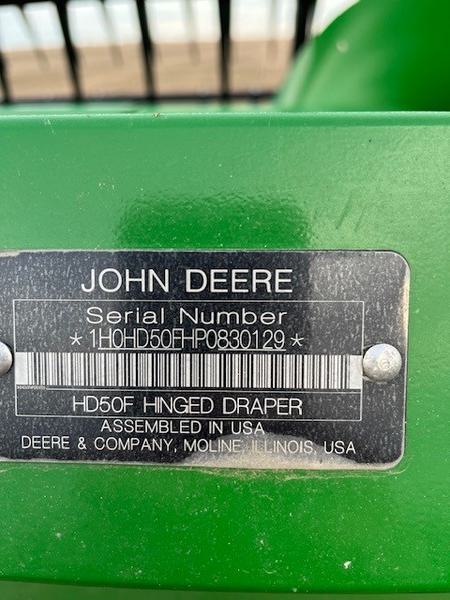 JOHN DEERE
Serial Number
*1H0HD50FHP0830129*
HD50F HINGED DRAPER
ASSEMBLED IN USA
DEERE & COMPANY, MOLINE, ILLINOIS, USA